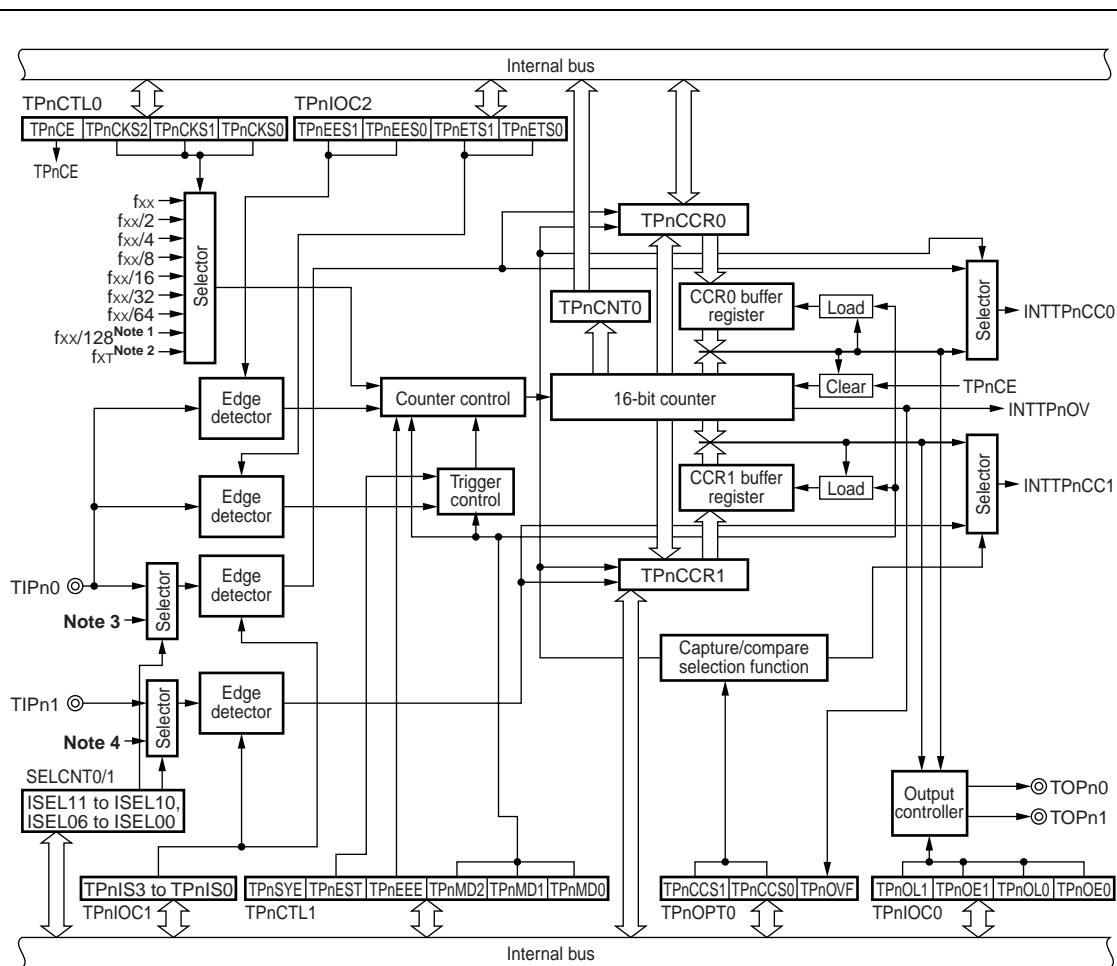 Internal bus
TPnCTL0
TPnCE TPnCKS2 TPnCKS1 TPnCKS0
TPnCE
TPnIOC2
TPnEES1 TPnEES0 TPnETS1 TPnETS0
fXX
fXX/2
fXX/4
fXX/8
fXX/16
fXX/32
fXX/64
fXX/128 Note 1
fXT Note 2
Selector
TPnCCR0
TPnCNT0
CCR0 buffer
register
Load
Selector
INTTPnCC0
Edge
detector
Counter control
16-bit counter
Clear
TPnCE
INTTPnOV
Edge
detector
Trigger
control
CCR1 buffer
register
Load
Selector
INTTPnCC1
TIPn0
Note 3
Selector
Edge
detector
TPnCCR1
Capture/compare
selection function
TIPn1
Note 4
Selector
Edge
detector
SELCNT0/1
ISEL11 to ISEL10,
ISEL06 to ISEL00
Output
controller
TOPn0
TOPn1
TPnIS3 to TPnIS0
TPnIOC1
TPnSYE TPnEST TPnEEE TPnMD2 TPnMD1 TPnMD0
TPnCTL1
TPnCCS1 TPnCCS0 TPnOVF
TPnOPT0
TPnOL1 TPnOE1 TPnOL0 TPnOE0
TPnIOC0
Internal bus